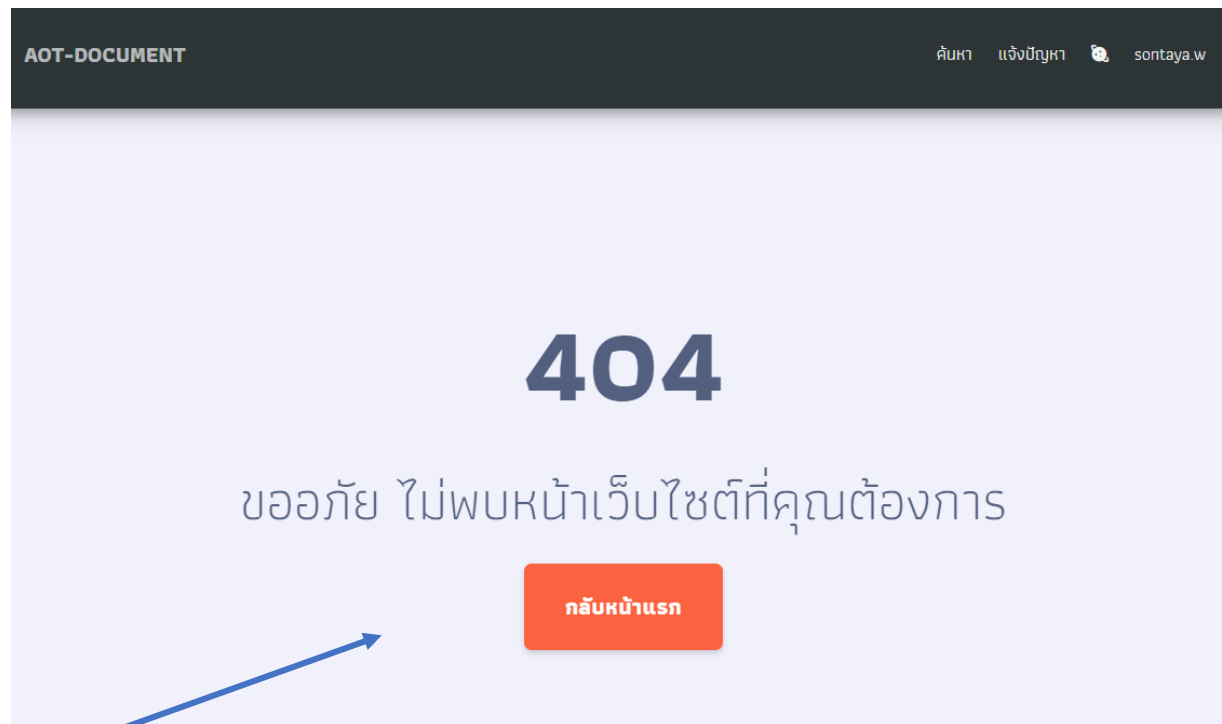 AOT-DOCUMENT ค้นหา แจ้งปัญหา sontaya.w
404
ขออภัย ไม่พบหน้าเว็บไซต์ที่คุณต้องการ
กลับหน้าแรก